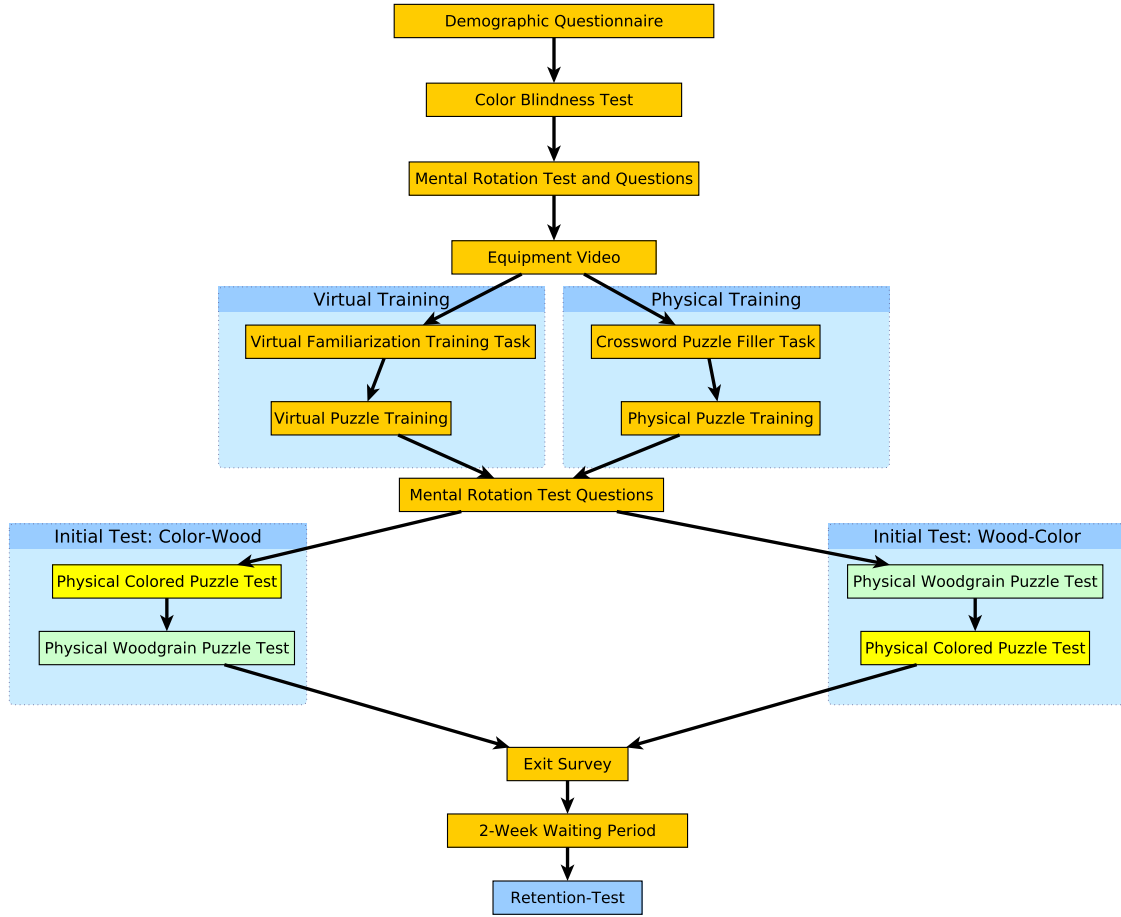 Demographic Questionnaire
Color Blindness Test
Mental Rotation Test and Questions
Equipment Video
Virtual Training
Physical Training
Virtual Familiarization Training Task
Crossword Puzzle Filler Task
Virtual Puzzle Training
Physical Puzzle Training
Mental Rotation Test Questions
Initial Test: Color-Wood
Initial Test: Wood-Color
Physical Colored Puzzle Test
Physical Woodgrain Puzzle Test
Physical Woodgrain Puzzle Test
Physical Colored Puzzle Test
Exit Survey
2-Week Waiting Period
Retention-Test